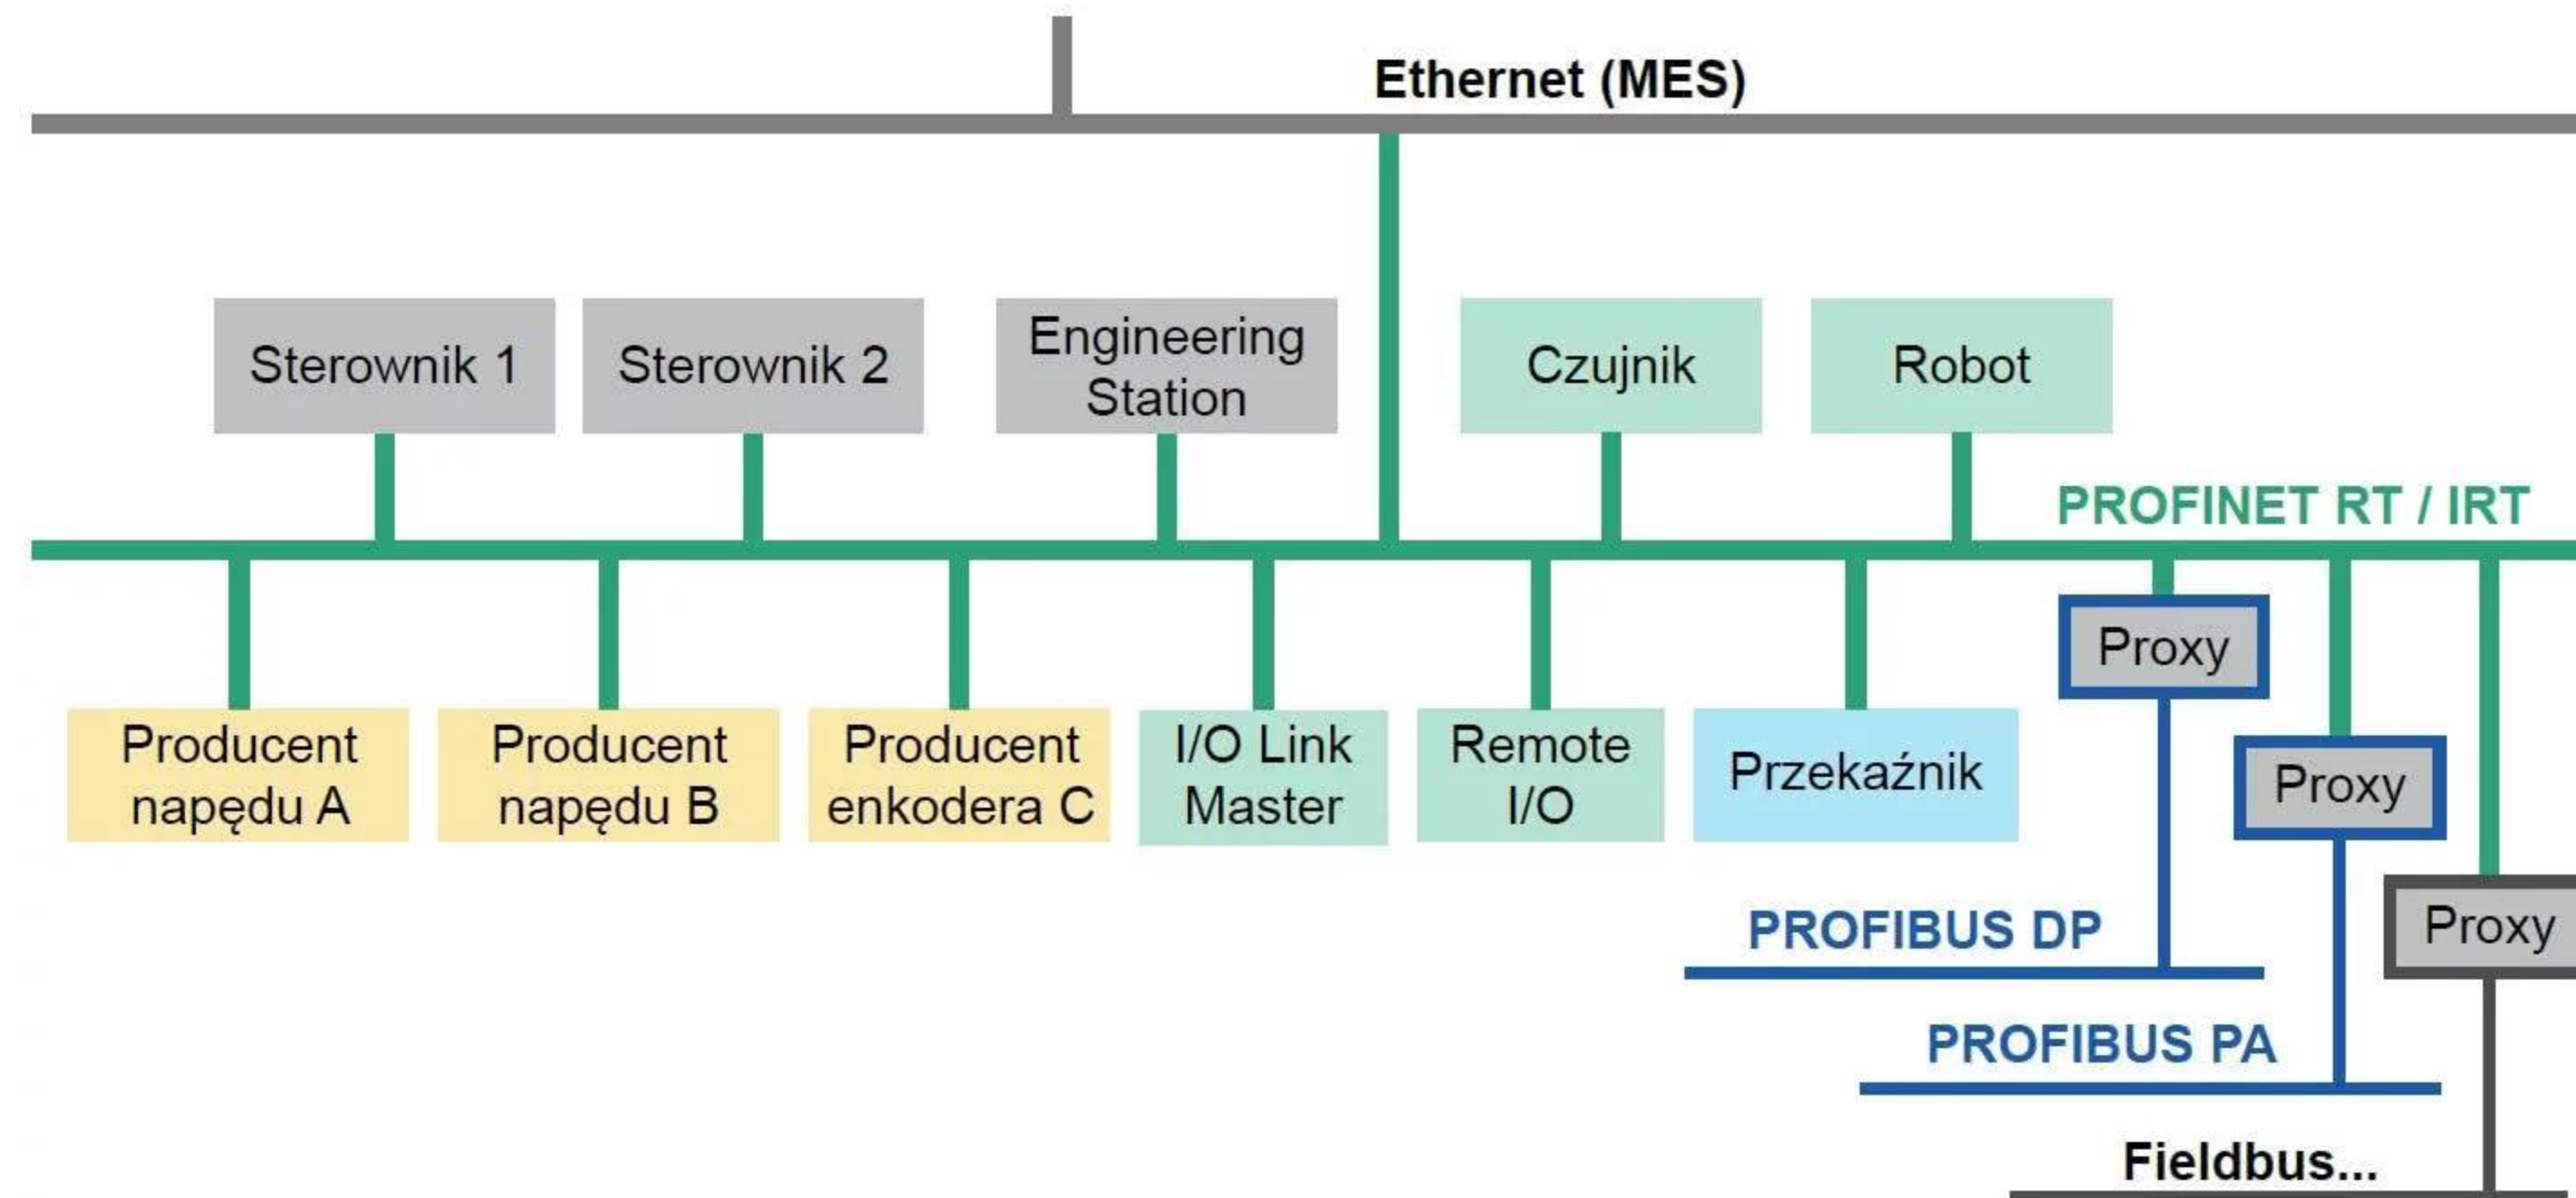 Ethernet (MES)
Sterownik 1
Sterownik 2
Engineering
Station
Czujnik
Robot
PROFINET RT / IRT
Producent
napędu A
Producent
napędu B
Producent
enkodera C
I/O Link
Master
Remote
I/O
Przekaźnik
Proxy
Proxy
Proxy
PROFIBUS DP
PROFIBUS PA
Fieldbus...